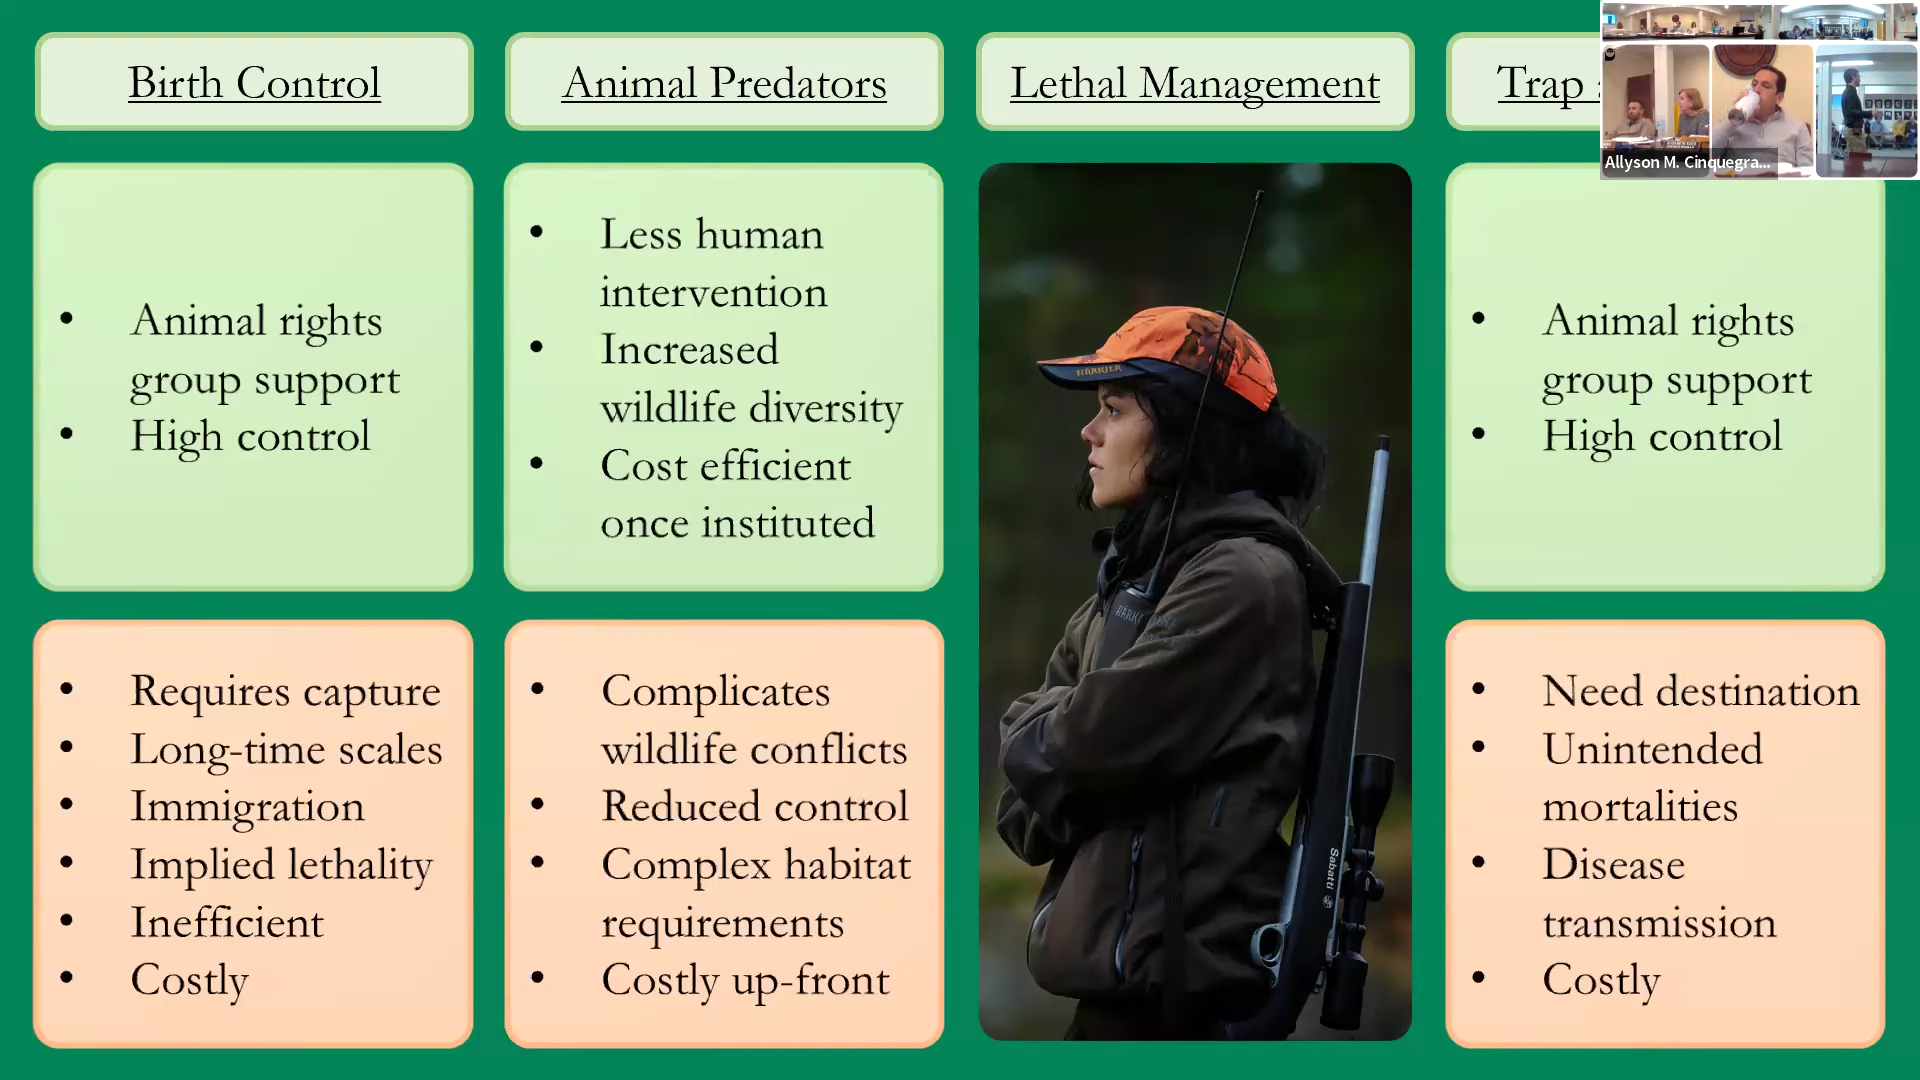 Birth Control
Animal Predators
Lethal Management
Trap
Allyson M. Cinquegra...
• Animal rights
group support
• High control
• Less human
intervention
• Increased
wildlife diversity
• Cost efficient
once instituted
• Animal rights
group support
• High control
• Requires capture
• Long-time scales
• Immigration
• Implied lethality
• Inefficient
• Costly
• Complicates
wildlife conflicts
• Reduced control
• Complex habitat
requirements
• Costly up-front
HARKILA
Sabatti
• Need destination
• Unintended
mortalities
• Disease
transmission
• Costly